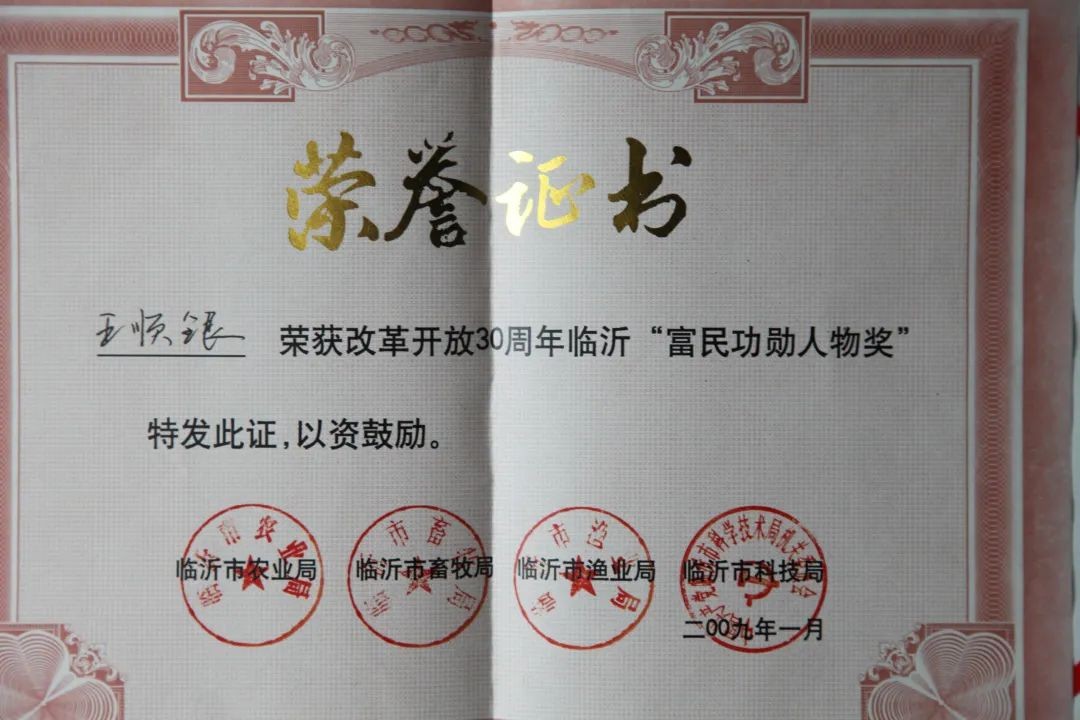 荣誉证书
王顺银 荣获改革开放30周年临沂“富民功勋人物奖”
特发此证,以资鼓励。
临沂市农业局 临沂市畜牧局 临沂市渔业局 临沂市科技局
二〇〇九年一月